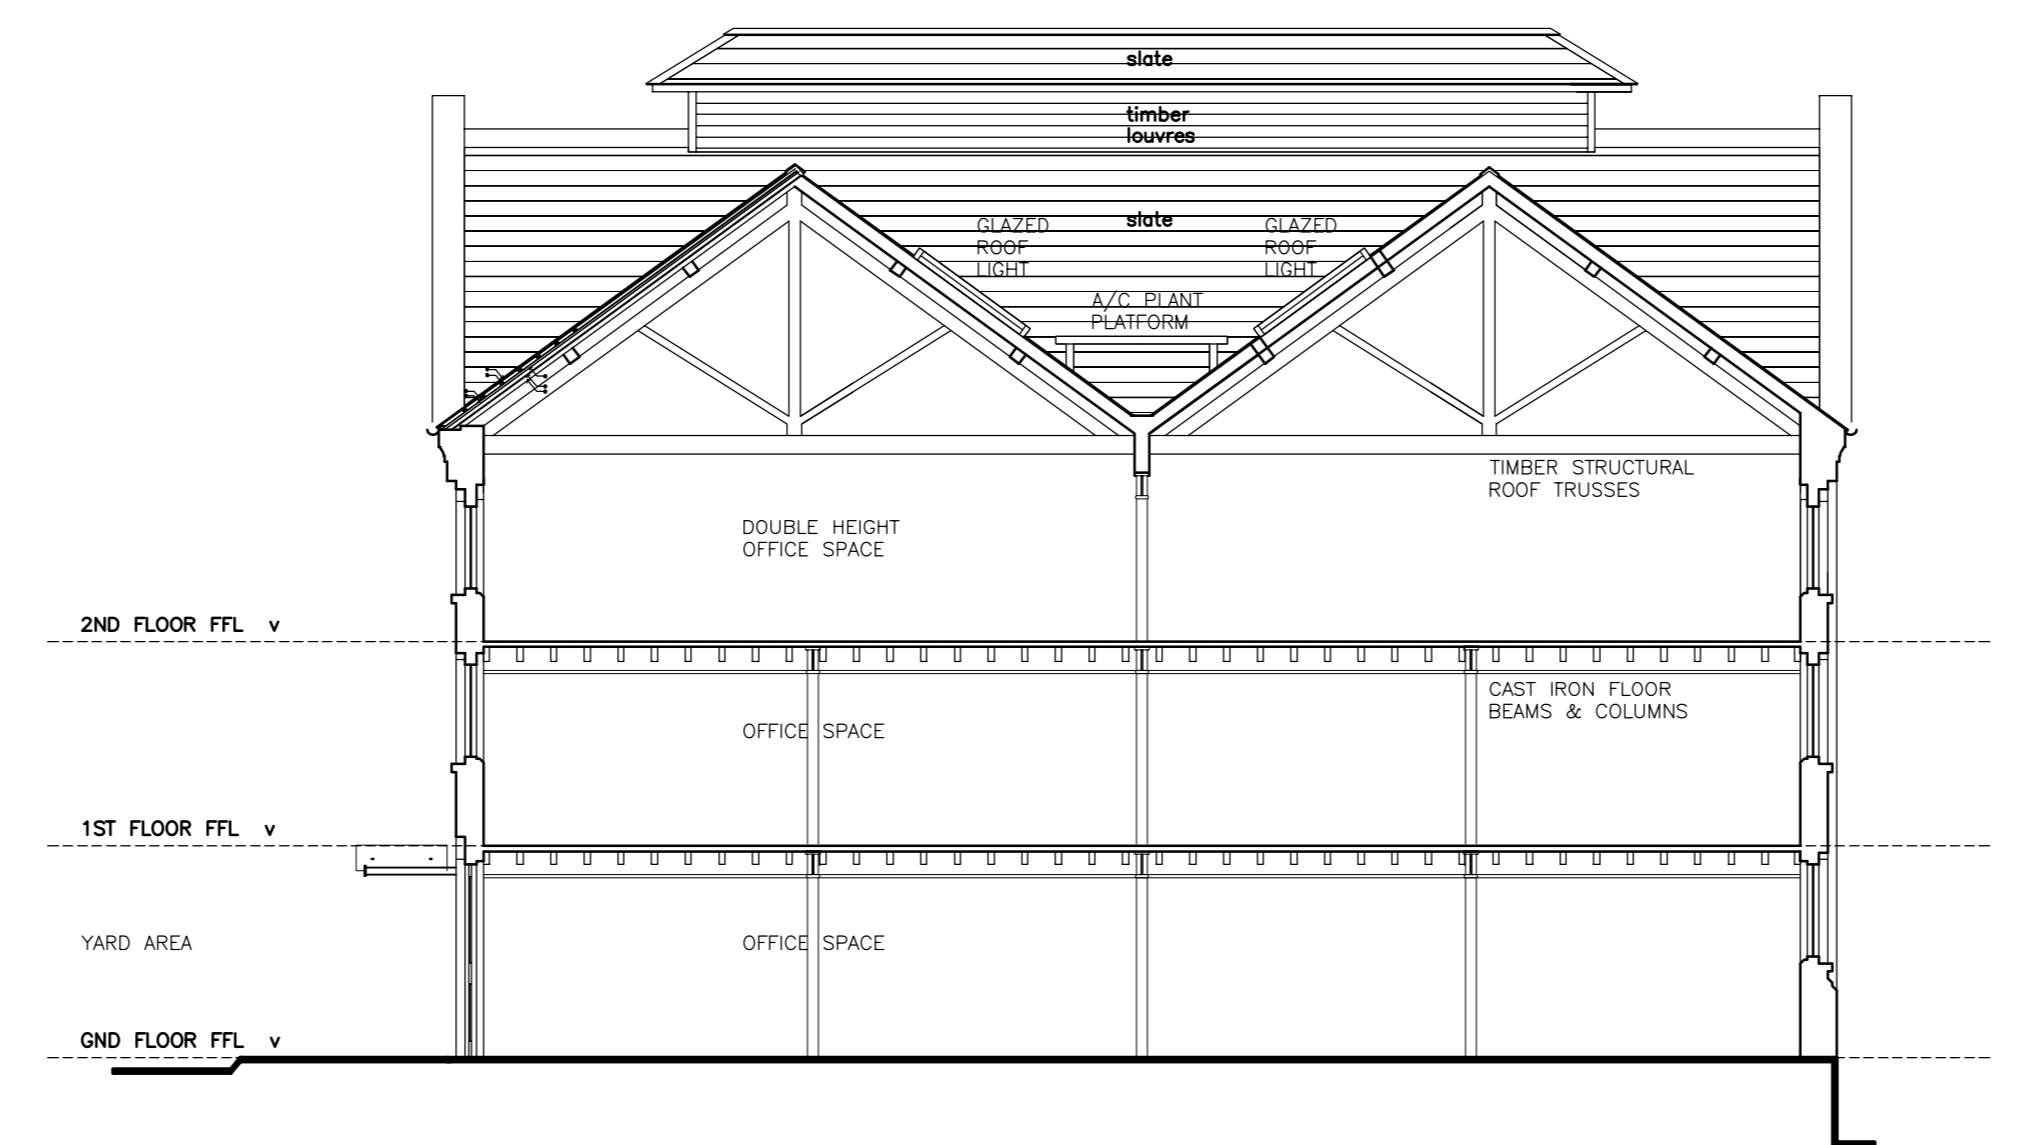 slate
timber
louvres
slate
GLAZED
ROOF
LIGHT
GLAZED
ROOF
LIGHT
A/C PLANT
PLATFORM
TIMBER STRUCTURAL
ROOF TRUSSES
DOUBLE HEIGHT
OFFICE SPACE
2ND FLOOR FFL v
CAST IRON FLOOR
BEAMS & COLUMNS
OFFICE SPACE
1ST FLOOR FFL v
YARD AREA
OFFICE SPACE
GND FLOOR FFL v